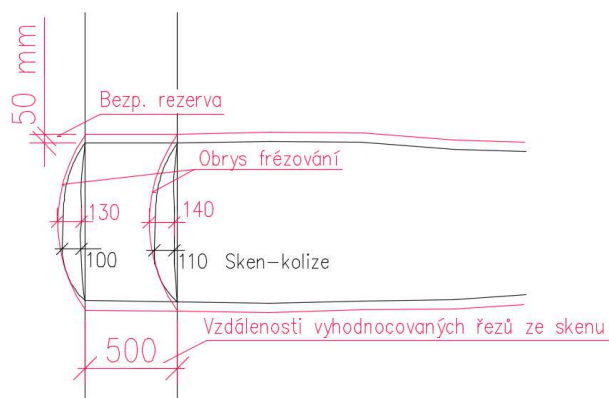 50 mm
Bezp. rezerva
Obrys frézování
130
140
100
110 Sken-kolize
Vzdálenosti vyhodnocovaných řezů ze skenu
500